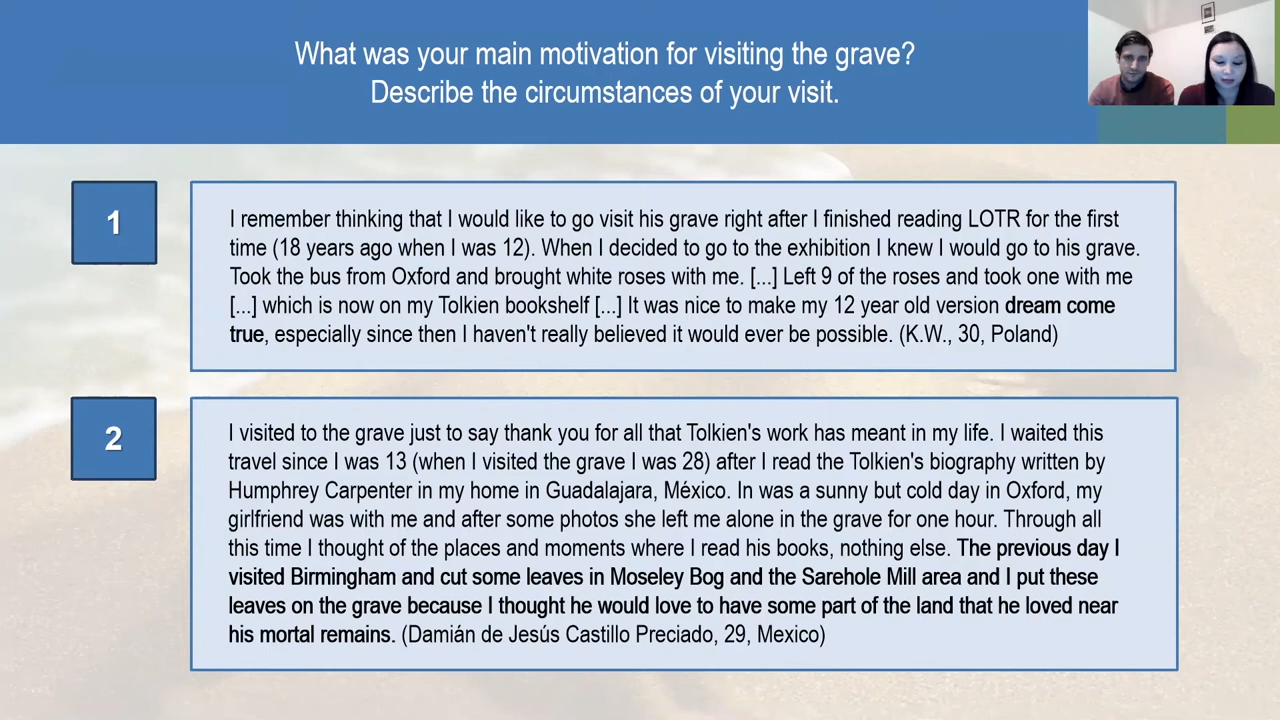 What was your main motivation for visiting the grave?
Describe the circumstances of your visit.
1
I remember thinking that I would like to go visit his grave right after I finished reading LOTR for the first
time (18 years ago when I was 12). When I decided to go to the exhibition I knew I would go to his grave.
Took the bus from Oxford and brought white roses with me. [...] Left 9 of the roses and took one with me
[...] which is now on my Tolkien bookshelf [...] It was nice to make my 12 year old version dream come
true, especially since then I haven't really believed it would ever be possible. (K.W., 30, Poland)
2
I visited to the grave just to say thank you for all that Tolkien's work has meant in my life. I waited this
travel since I was 13 (when I visited the grave I was 28) after I read the Tolkien's biography written by
Humphrey Carpenter in my home in Guadalajara, México. In was a sunny but cold day in Oxford, my
girlfriend was with me and after some photos she left me alone in the grave for one hour. Through all
this time I thought of the places and moments where I read his books, nothing else. The previous day I
visited Birmingham and cut some leaves in Moseley Bog and the Sarehole Mill area and I put these
leaves on the grave because I thought he would love to have some part of the land that he loved near
his mortal remains. (Damián de Jesús Castillo Preciado, 29, Mexico)